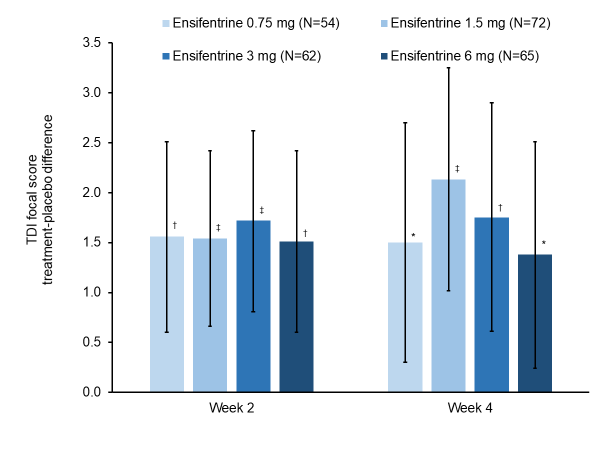 Ensifentrine 0.75 mg (N=54)
Ensifentrine 1.5 mg (N=72)
Ensifentrine 3 mg (N=62)
Ensifentrine 6 mg (N=65)
TDI focal score
treatment-placebo difference
3.5
3.0
2.5
2.0
1.5
1.0
0.5
0.0
†
‡
‡
†
*
‡
†
*
Week 2
Week 4